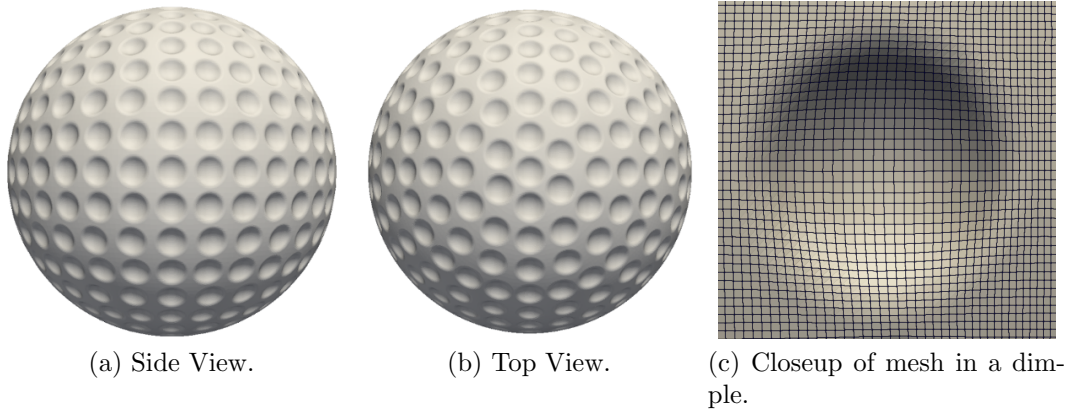 (a) Side View.
(b) Top View.
(c) Closeup of mesh in a dim-
ple.